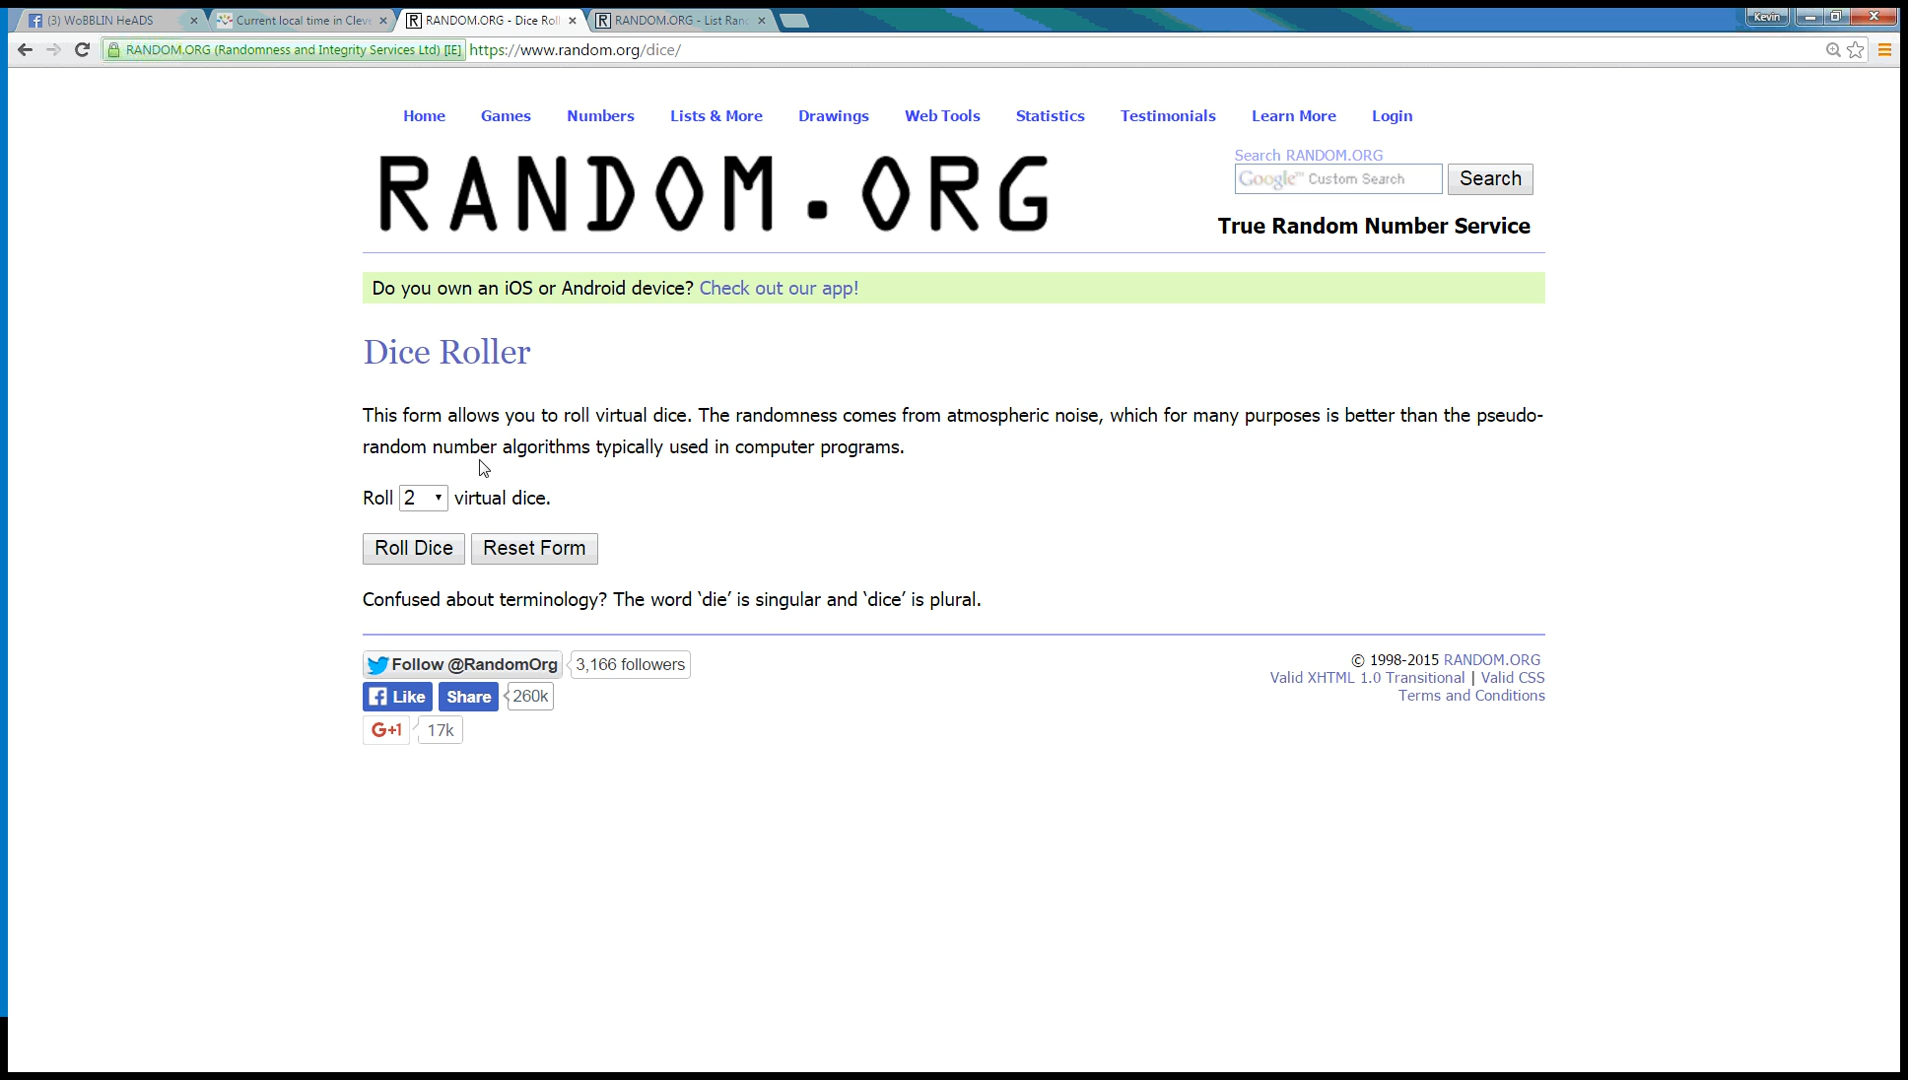 (3) WoBBLIN HeADS
Current local time in Cleve
RANDOM.ORG - Dice Rol
RANDOM.ORG - List Ran
Kevin
RANDOM.ORG (Randomness and Integrity Services Ltd) [IE] https://www.random.org/dice/
Home Games Numbers Lists & More Drawings Web Tools Statistics Testimonials Learn More Login
RANDOM.ORG
Search RANDOM.ORG
Google™ Custom Search Search
True Random Number Service
Do you own an iOS or Android device? Check out our app!
Dice Roller
This form allows you to roll virtual dice. The randomness comes from atmospheric noise, which for many purposes is better than the pseudo-
random number algorithms typically used in computer programs.
Roll 2 virtual dice.
Roll Dice Reset Form
Confused about terminology? The word ‘die’ is singular and ‘dice’ is plural.
Follow @RandomOrg 3,166 followers
Like Share 260k
G+1 17k
© 1998-2015 RANDOM.ORG
Valid XHTML 1.0 Transitional | Valid CSS
Terms and Conditions